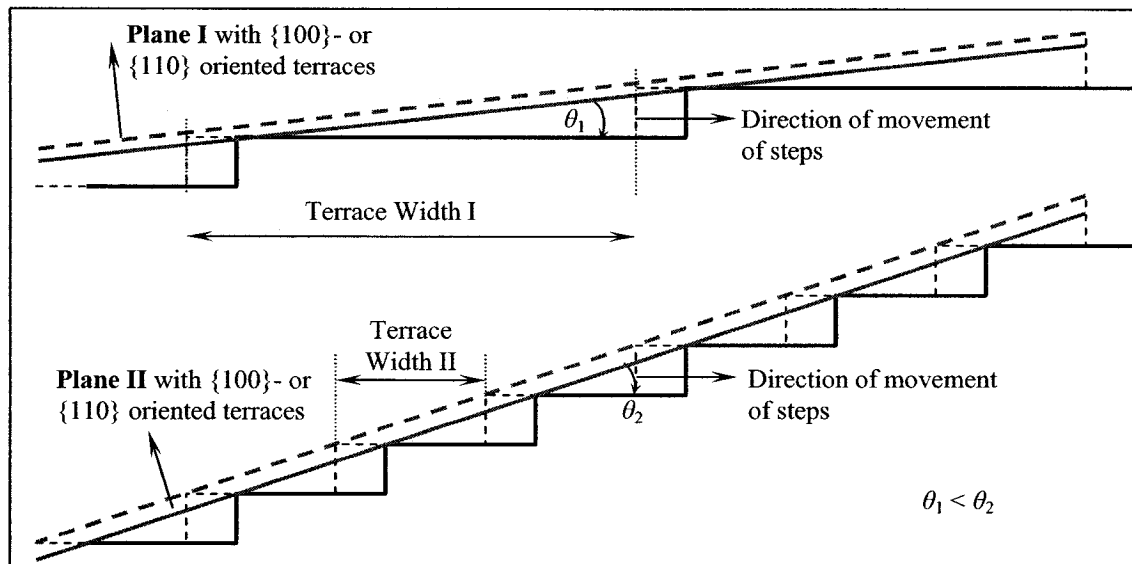 Plane I with {100}- or
{110} oriented terraces
θ1
Direction of movement
of steps
Terrace Width I
Terrace
Width II
Plane II with {100}- or
{110} oriented terraces
θ2
Direction of movement
of steps
θ1 < θ2